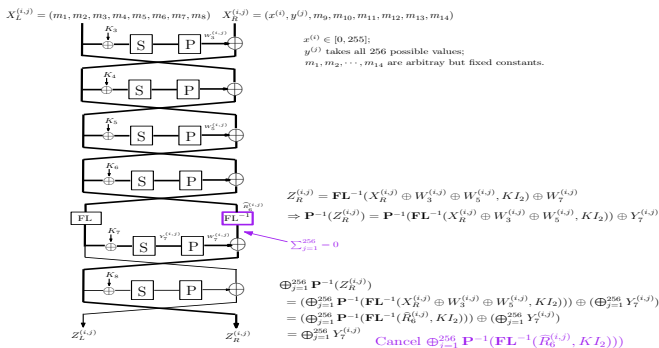 X_L^{(i,j)} = (m_1, m_2, m_3, m_4, m_5, m_6, m_7, m_8) X_R^{(i,j)} = (x^{(i)}, y^{(j)}, m_9, m_10, m_11, m_12, m_13, m_14)
x^{(i)} ∈ [0, 255];
y^{(j)} takes all 256 possible values;
m_1, m_2, ⋯, m_14 are arbitray but fixed constants.
K_3
S P W_3^{(i,j)}
K_4
S P
K_5
S P W_5^{(i,j)}
K_6
S P
R̂_6^{(i,j)}
FL FL^{-1}
Z_R^{(i,j)} = FL^{-1}(X_R^{(i,j)} ⊕ W_3^{(i,j)} ⊕ W_5^{(i,j)}, KI_2) ⊕ W_7^{(i,j)}
⇒ P^{-1}(Z_R^{(i,j)}) = P^{-1}(FL^{-1}(X_R^{(i,j)} ⊕ W_3^{(i,j)} ⊕ W_5^{(i,j)}, KI_2)) ⊕ Y_7^{(i,j)}
K_7
S Y_7^{(i,j)} P W_7^{(i,j)}
∑_{j=1}^{256} = 0
K_8
S P
Z_L^{(i,j)} Z_R^{(i,j)}
⊕_{j=1}^{256} P^{-1}(Z_R^{(i,j)})
= (⊕_{j=1}^{256} P^{-1}(FL^{-1}(X_R^{(i,j)} ⊕ W_3^{(i,j)} ⊕ W_5^{(i,j)}, KI_2))) ⊕ (⊕_{j=1}^{256} Y_7^{(i,j)})
= (⊕_{j=1}^{256} P^{-1}(FL^{-1}(R̂_6^{(i,j)}, KI_2))) ⊕ (⊕_{j=1}^{256} Y_7^{(i,j)})
= ⊕_{j=1}^{256} Y_7^{(i,j)}
Cancel ⊕_{j=1}^{256} P^{-1}(FL^{-1}(R̂_6^{(i,j)}, KI_2)))